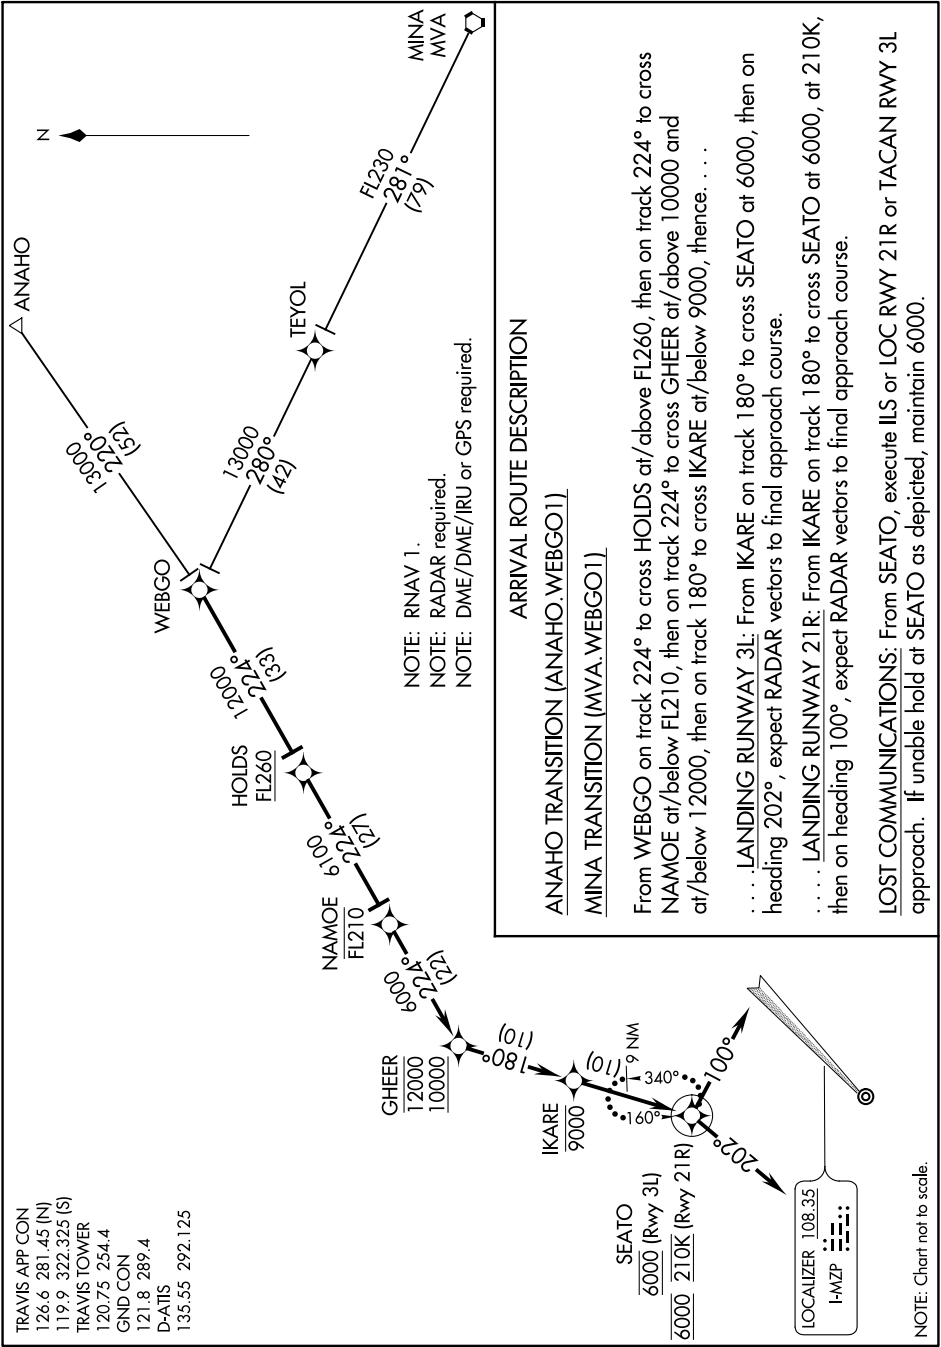 TRAVIS APP CON
126.6 281.45 (N)
119.9 322.325 (S)
TRAVIS TOWER
120.75 254.4
GND CON
121.8 289.4
D-ATIS
135.55 292.125
N
ANAHO
MINA
MVA
13000
220°
(52)
FL230
281°
(79)
TEYOL
13000
280°
(42)
WEBGO
12000
224°
(33)
HOLDS
FL260
6100
224°
(27)
NAMOE
FL210
6000
224°
(22)
GHEER
12000
10000
180°
(10)
IKARE
9000
(10)
9 NM
340°
160°
SEATO
6000 (Rwy 3L)
6000 210K (Rwy 21R)
100°
202°
LOCALIZER 108.35
I-MZP
NOTE: RNAV 1.
NOTE: RADAR required.
NOTE: DME/DME/IRU or GPS required.
ARRIVAL ROUTE DESCRIPTION
ANAHO TRANSITION (ANAHO.WEBGO1)
MINA TRANSITION (MVA.WEBGO1)
From WEBGO on track 224° to cross HOLDS at/above FL260, then on track 224° to cross
NAMOE at/below FL210, then on track 224° to cross GHEER at/above 10000 and
at/below 12000, then on track 180° to cross IKARE at/below 9000, thence. . . .
. . . .LANDING RUNWAY 3L: From IKARE on track 180° to cross SEATO at 6000, then on
heading 202°, expect RADAR vectors to final approach course.
. . . . LANDING RUNWAY 21R: From IKARE on track 180° to cross SEATO at 6000, at 210K,
then on heading 100°, expect RADAR vectors to final approach course.
LOST COMMUNICATIONS: From SEATO, execute ILS or LOC RWY 21R or TACAN RWY 3L
approach. If unable hold at SEATO as depicted, maintain 6000.
NOTE: Chart not to scale.